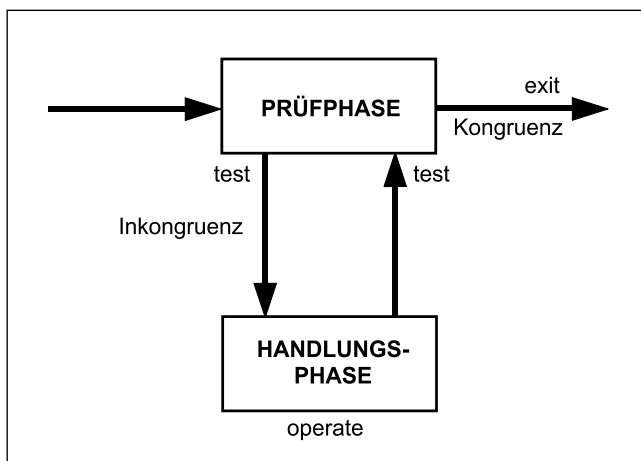 exit
PRÜFPHASE
Kongruenz
test
test
Inkongruenz
HANDLUNGS-
PHASE
operate